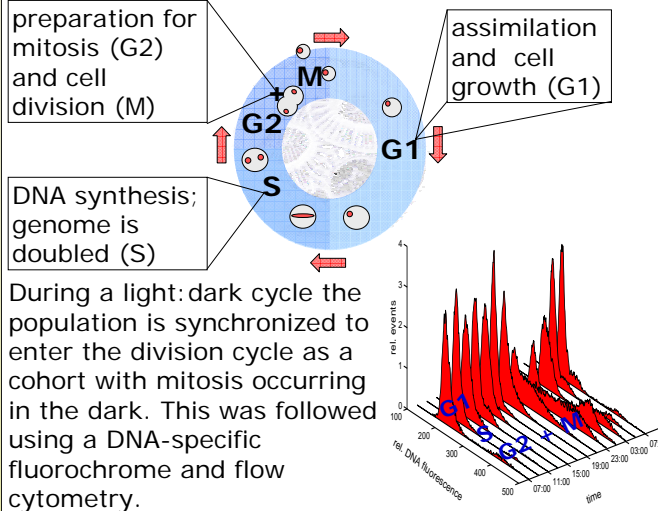 preparation for
mitosis (G2)
and cell
division (M)
assimilation
and cell
growth (G1)
M
+
G2
G1
S
DNA synthesis;
genome is
doubled (S)
During a light:dark cycle the
population is synchronized to
enter the division cycle as a
cohort with mitosis occurring
in the dark. This was followed
using a DNA-specific
fluorochrome and flow
cytometry.
4
3
2
1
0
rel. events
100
200
300
400
500
rel. DNA fluorescence
G1
S
G2 + M
07:00
11:00
15:00
19:00
23:00
03:00
time